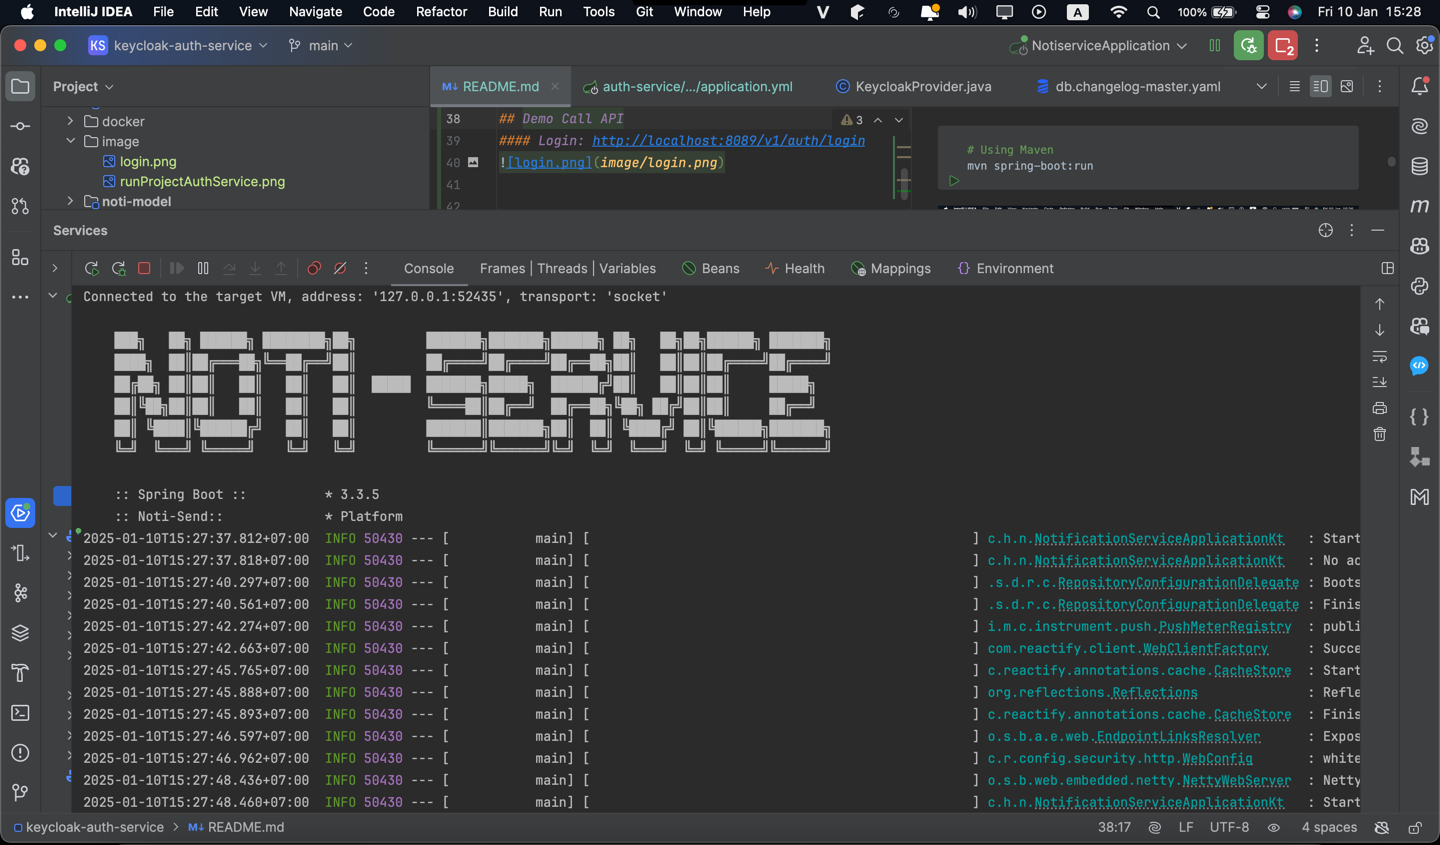 IntelliJ IDEA File Edit View Navigate Code Refactor Build Run Tools Git Window Help A 100% Fri 10 Jan 15:28
KS keycloak-auth-service main NotiserviceApplication 2
Project
README.md
auth-service/.../application.yml
KeycloakProvider.java
db.changelog-master.yaml
docker
image
login.png
runProjectAuthService.png
noti-model
38 ## Demo Call API
39 #### Login: http://localhost:8089/v1/auth/login
40 ![login.png](image/login.png)
41
42
3
# Using Maven
mvn spring-boot:run
Services
Console Frames | Threads | Variables Beans Health Mappings Environment
Connected to the target VM, address: '127.0.0.1:52435', transport: 'socket'
NOTI-SERVICE
:: Spring Boot :: * 3.3.5
:: Noti-Send:: * Platform
2025-01-10T15:27:37.812+07:00 INFO 50430 --- [ main] [ ] c.h.n.NotificationServiceApplicationKt : Start
2025-01-10T15:27:37.818+07:00 INFO 50430 --- [ main] [ ] c.h.n.NotificationServiceApplicationKt : No ac
2025-01-10T15:27:40.297+07:00 INFO 50430 --- [ main] [ ] .s.d.r.c.RepositoryConfigurationDelegate : Boots
2025-01-10T15:27:40.561+07:00 INFO 50430 --- [ main] [ ] .s.d.r.c.RepositoryConfigurationDelegate : Finis
2025-01-10T15:27:42.274+07:00 INFO 50430 --- [ main] [ ] i.m.c.instrument.push.PushMeterRegistry : publi
2025-01-10T15:27:42.663+07:00 INFO 50430 --- [ main] [ ] com.reactify.client.WebClientFactory : Succe
2025-01-10T15:27:45.765+07:00 INFO 50430 --- [ main] [ ] c.reactify.annotations.cache.CacheStore : Start
2025-01-10T15:27:45.888+07:00 INFO 50430 --- [ main] [ ] org.reflections.Reflections : Refle
2025-01-10T15:27:45.893+07:00 INFO 50430 --- [ main] [ ] c.reactify.annotations.cache.CacheStore : Finis
2025-01-10T15:27:46.597+07:00 INFO 50430 --- [ main] [ ] o.s.b.a.e.web.EndpointLinksResolver : Expos
2025-01-10T15:27:46.962+07:00 INFO 50430 --- [ main] [ ] c.r.config.security.http.WebConfig : white
2025-01-10T15:27:48.436+07:00 INFO 50430 --- [ main] [ ] o.s.b.web.embedded.netty.NettyWebServer : Netty
2025-01-10T15:27:48.460+07:00 INFO 50430 --- [ main] [ ] c.h.n.NotificationServiceApplicationKt : Start
keycloak-auth-service > README.md 38:17 LF UTF-8 4 spaces